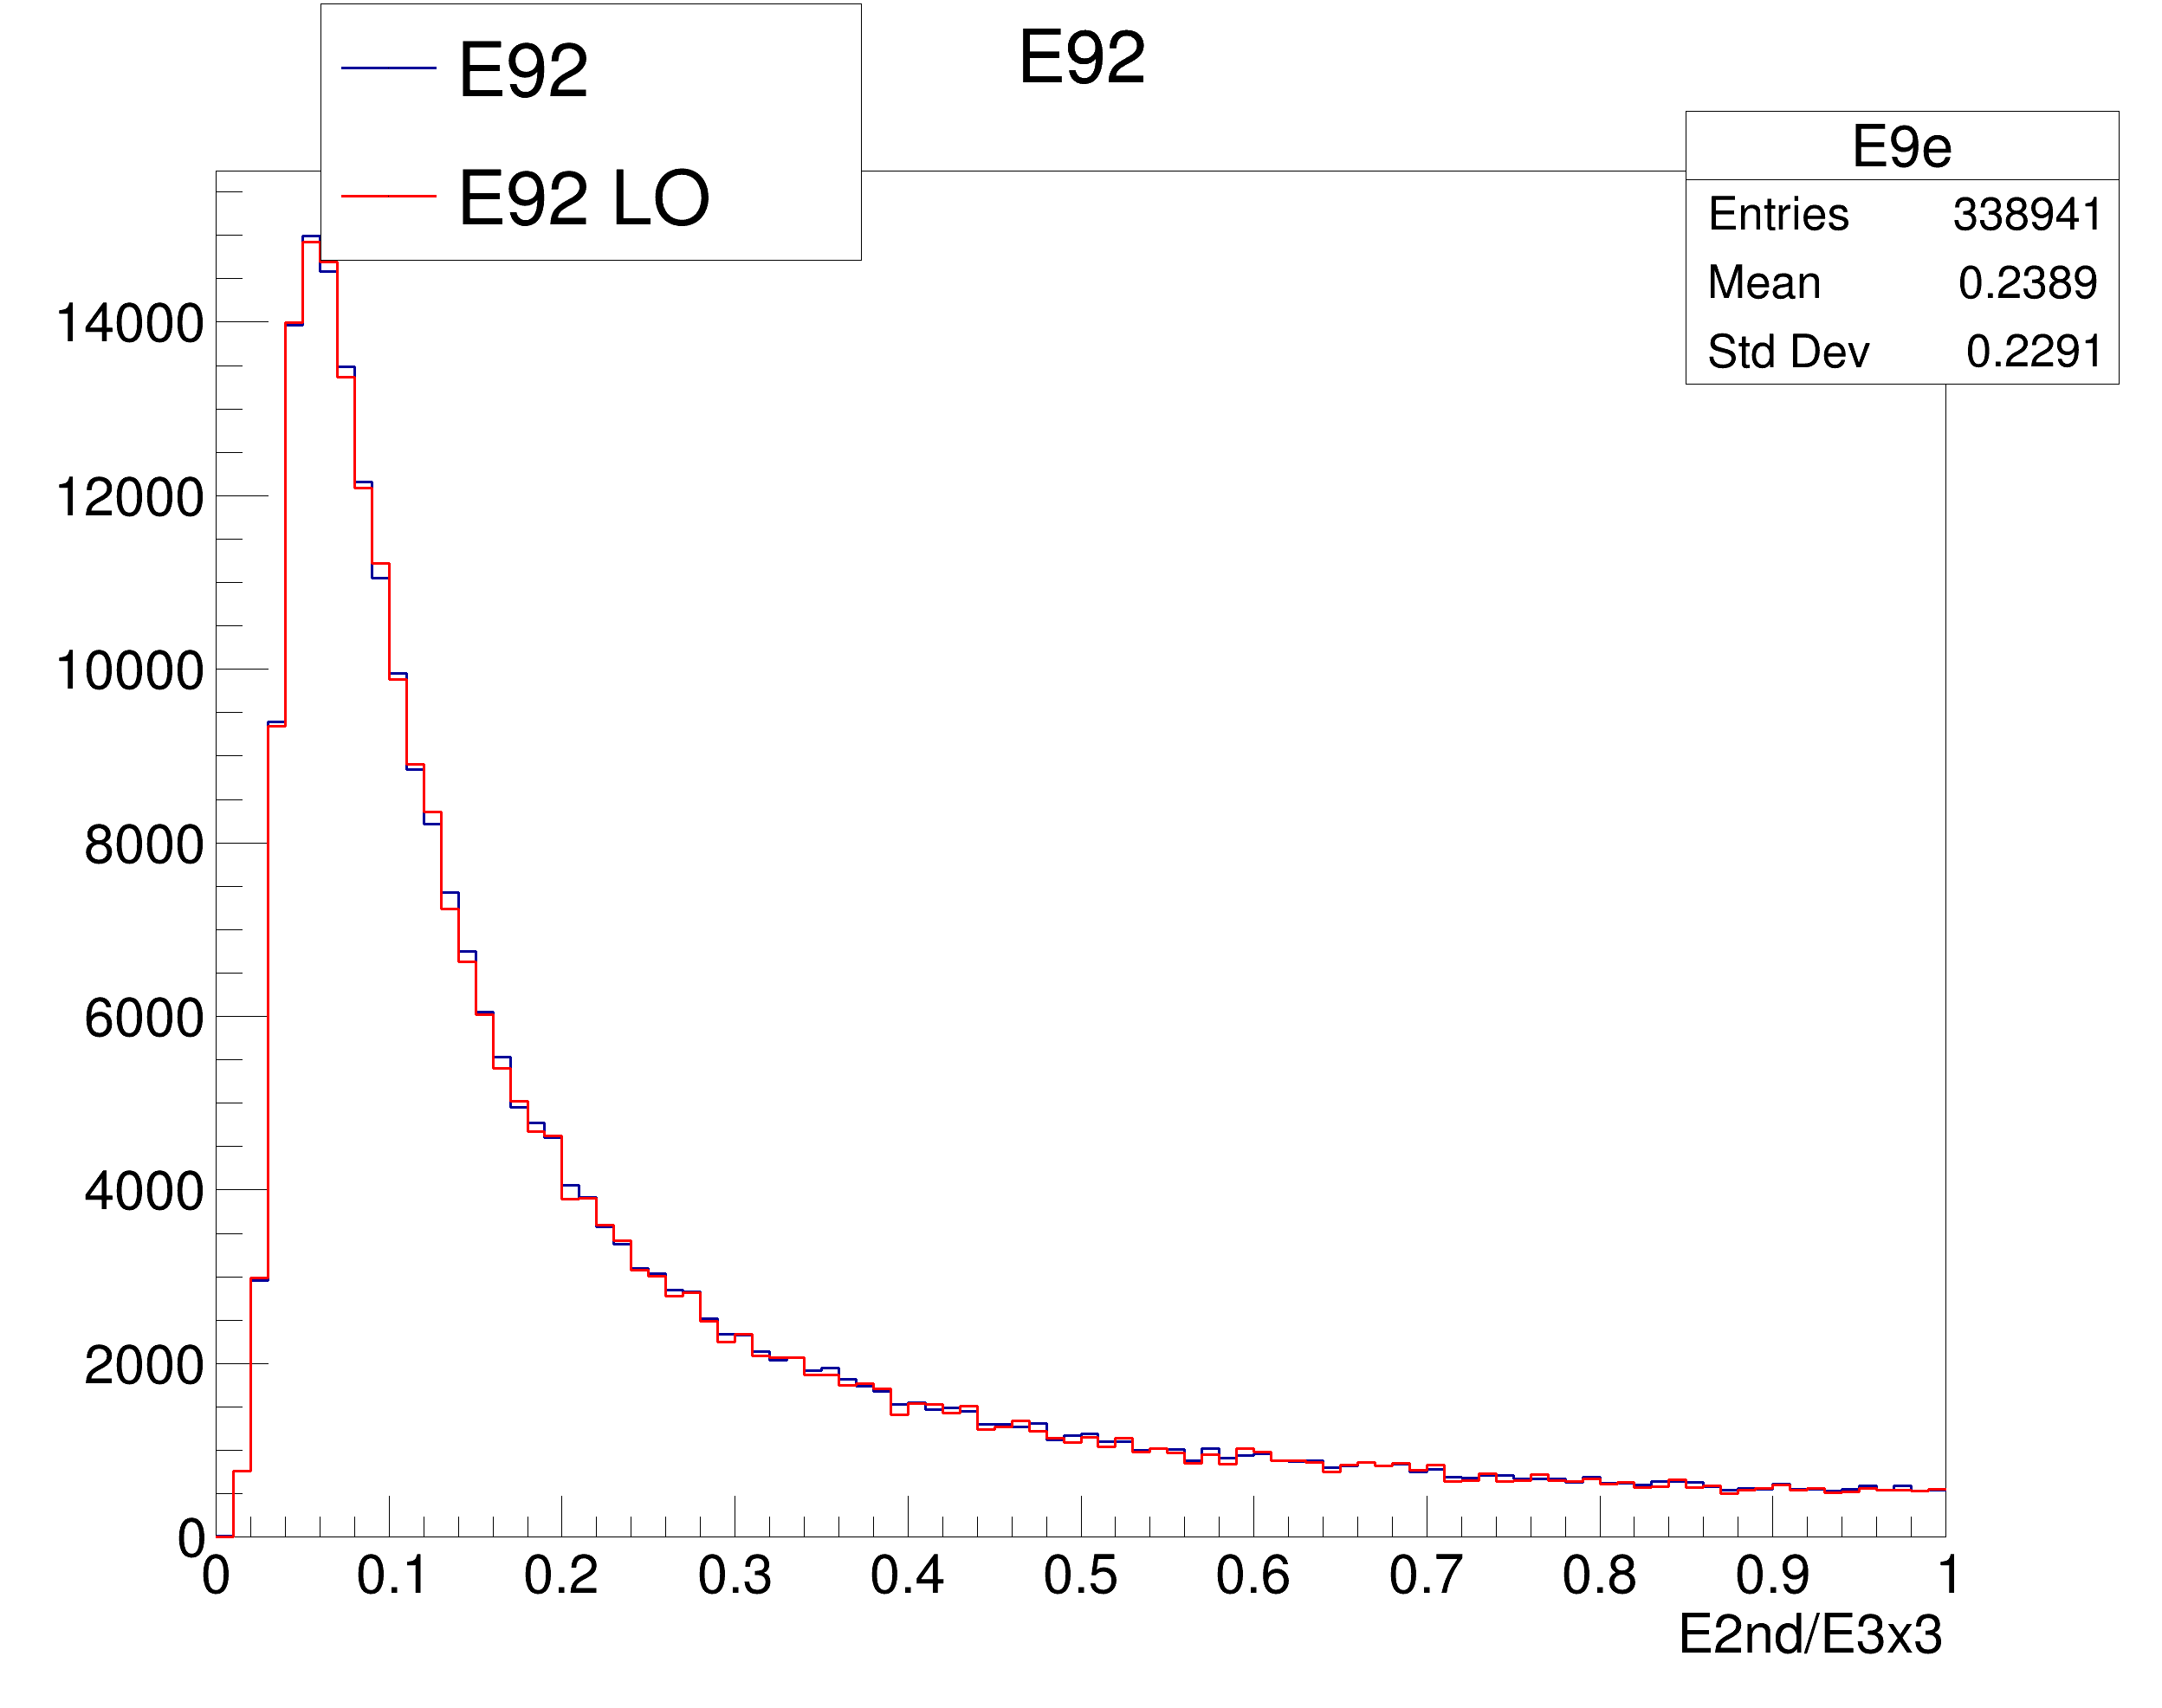 E92
E92
E92 LO
E9e
Entries 338941
Mean 0.2389
Std Dev 0.2291
14000
12000
10000
8000
6000
4000
2000
0
0 0.1 0.2 0.3 0.4 0.5 0.6 0.7 0.8 0.9 1
E2nd/E3x3